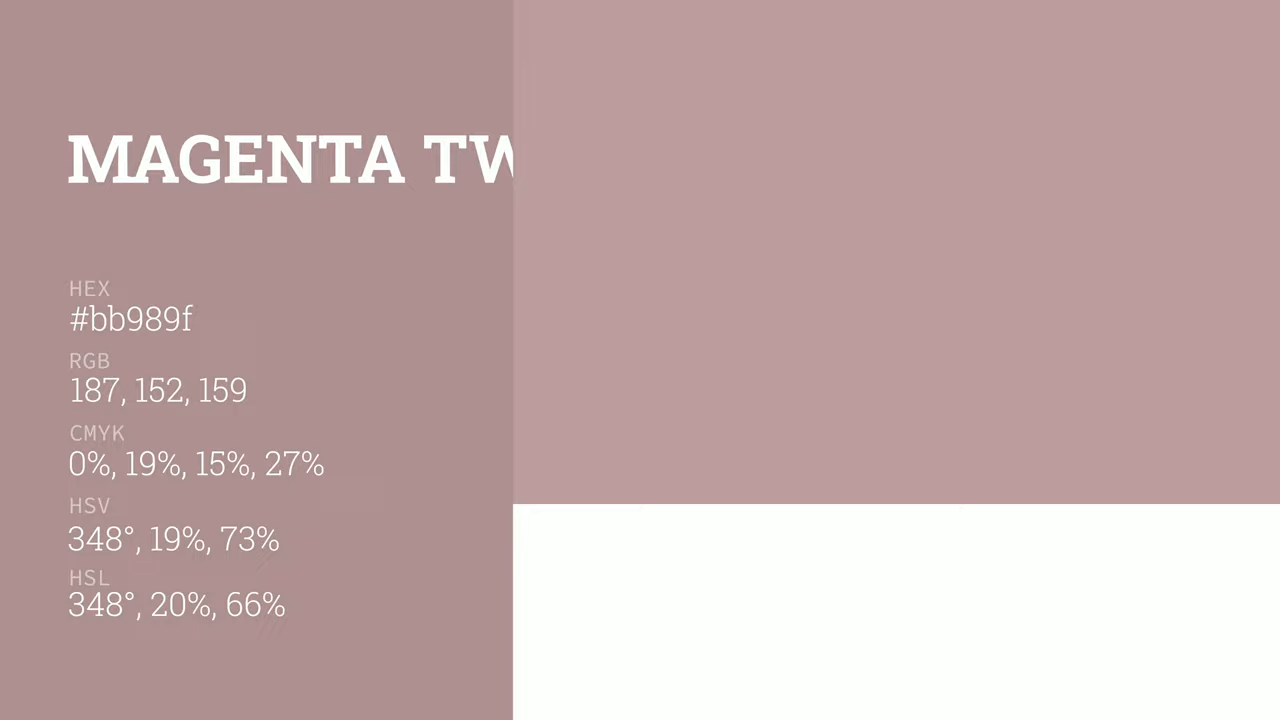 MAGENTA TW
HEX
#bb989f
RGB
187, 152, 159
CMYK
0%, 19%, 15%, 27%
HSV
348°, 19%, 73%
HSL
348°, 20%, 66%